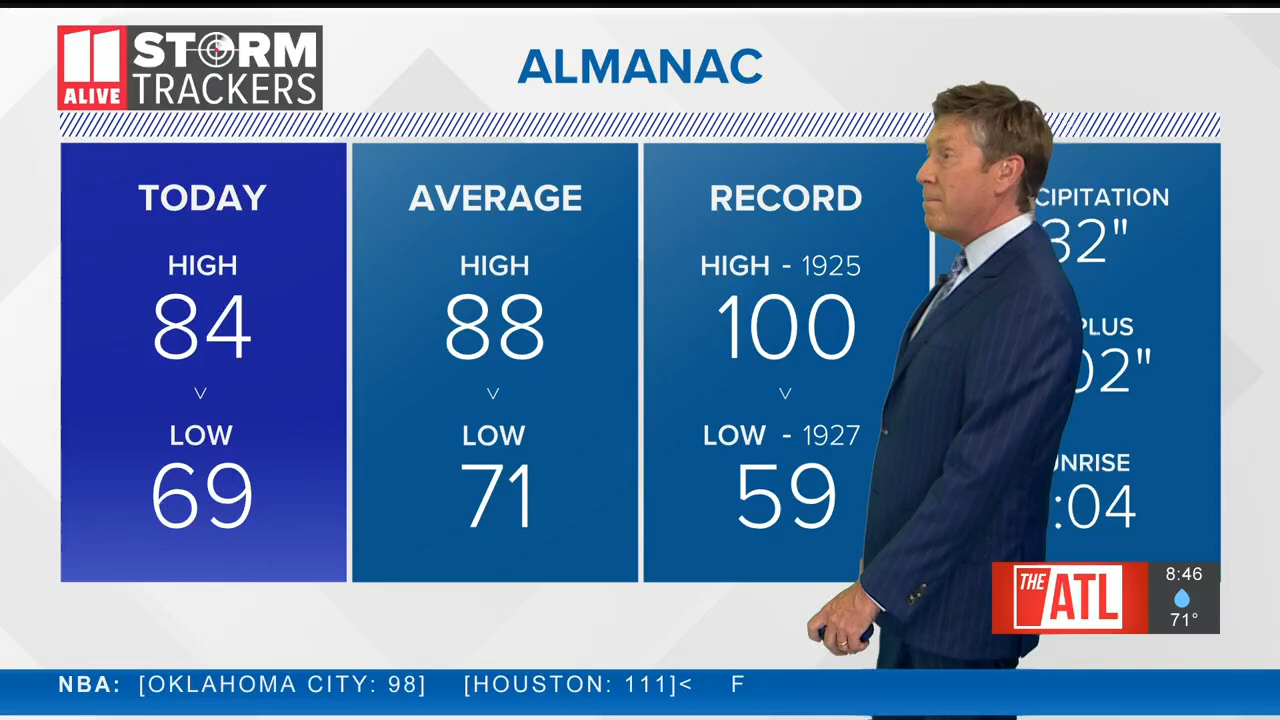 11 ALIVE STORM TRACKERS
ALMANAC
TODAY
HIGH
84
LOW
69
AVERAGE
HIGH
88
LOW
71
RECORD
HIGH - 1925
100
LOW - 1927
59
CIPITATION
32"
PLUS
02"
UNRISE
:04
THE ATL
8:46
71°
NBA: [OKLAHOMA CITY: 98] [HOUSTON: 111]< F